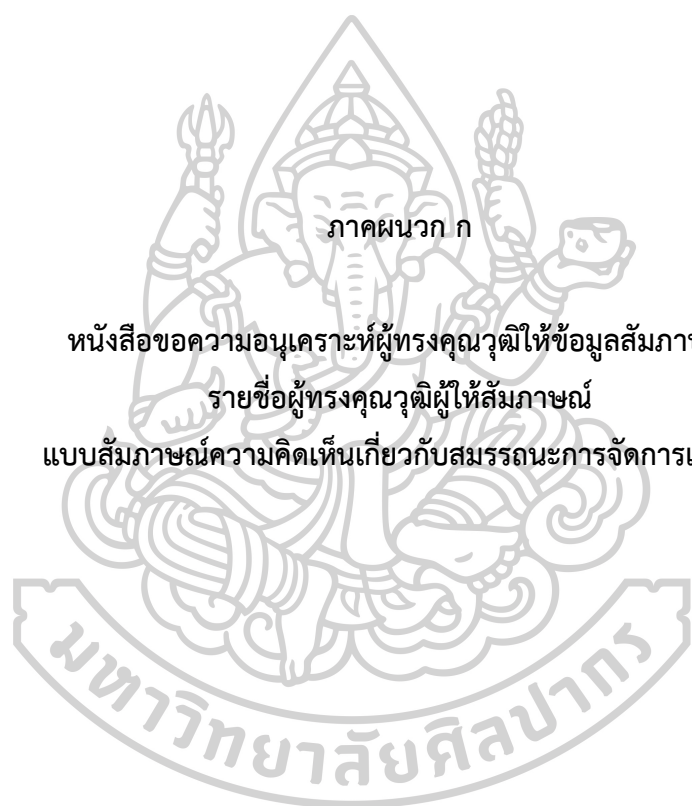 ภาคผนวก ก
หนังสือขอความอนุเคราะห์ผู้ทรงคุณวุฒิให้ข้อมูลสัมภา
รายชื่อผู้ทรงคุณวุฒิผู้ให้สัมภาษณ์
แบบสัมภาษณ์ความคิดเห็นเกี่ยวกับสมรรถนะการจัดการเ
มหาวิทยาลัยศิลปากร